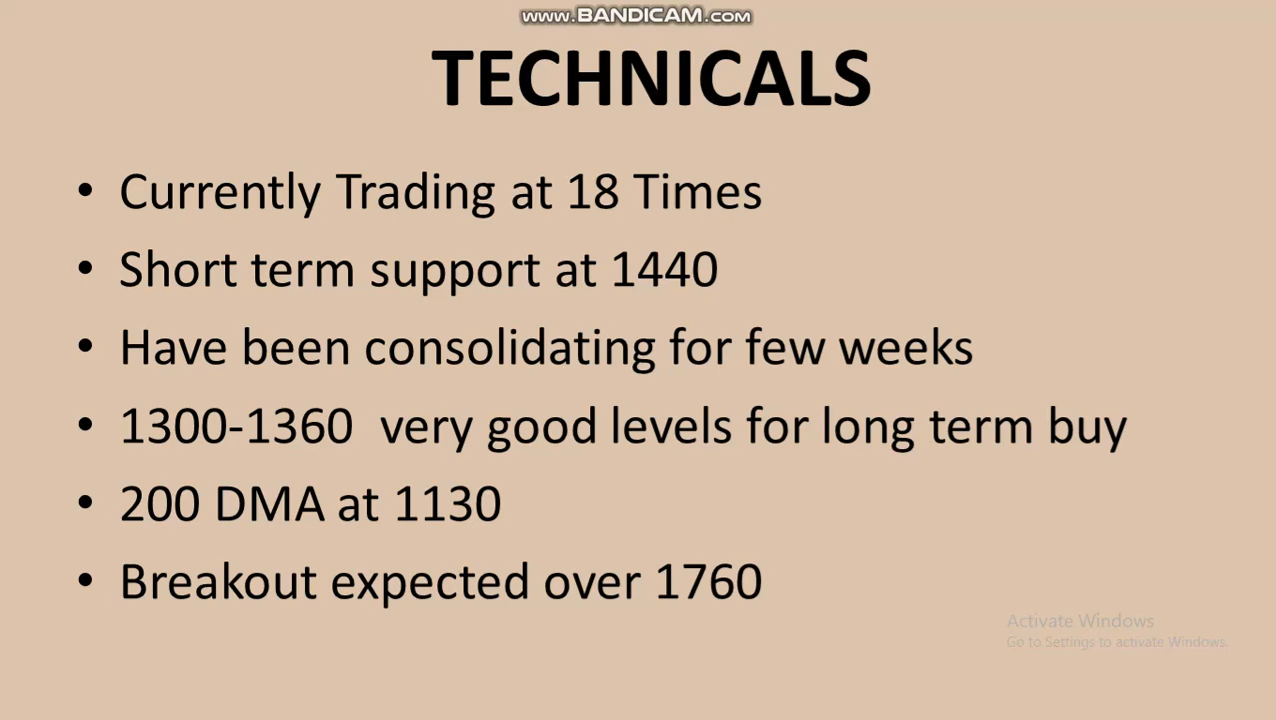 www.BANDICAM.com
TECHNICALS
• Currently Trading at 18 Times
• Short term support at 1440
• Have been consolidating for few weeks
• 1300-1360  very good levels for long term buy
• 200 DMA at 1130
• Breakout expected over 1760
Activate Windows
Go to Settings to activate Windows.